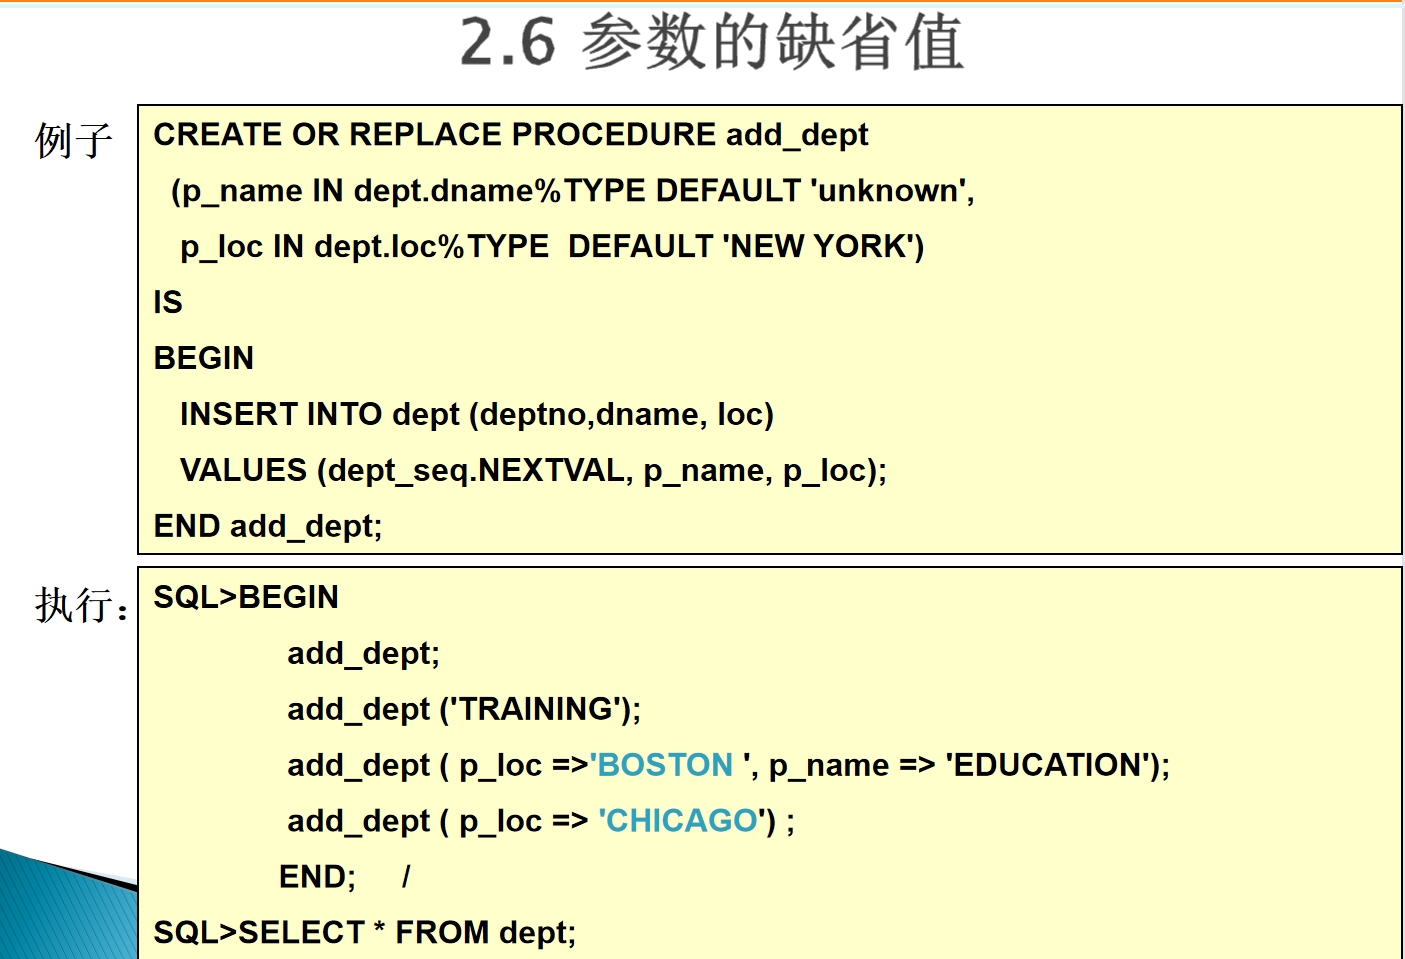 2.6 参数的缺省值
例子
CREATE OR REPLACE PROCEDURE add_dept
(p_name IN dept.dname%TYPE DEFAULT 'unknown',
p_loc IN dept.loc%TYPE  DEFAULT 'NEW YORK')
IS
BEGIN
INSERT INTO dept (deptno,dname, loc)
VALUES (dept_seq.NEXTVAL, p_name, p_loc);
END add_dept;
执行：
SQL>BEGIN
add_dept;
add_dept ('TRAINING');
add_dept ( p_loc =>'BOSTON ', p_name => 'EDUCATION');
add_dept ( p_loc => 'CHICAGO') ;
END;    /
SQL>SELECT * FROM dept;